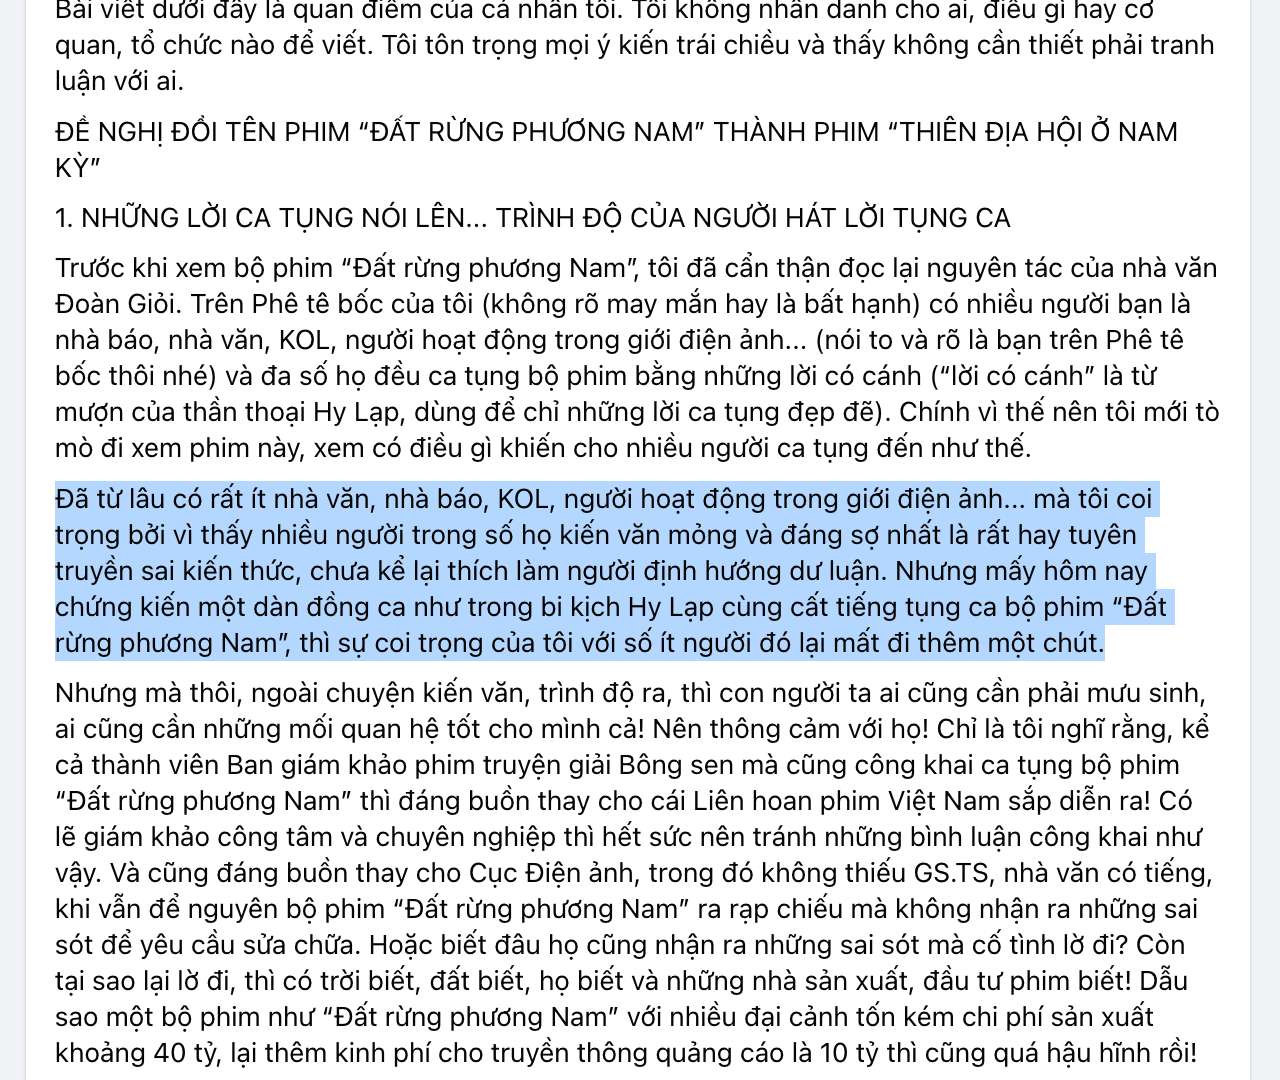 Bài viết dưới đây là quan điểm của cá nhân tôi. Tôi không nhân danh cho ai, điều gì hay cơ
quan, tổ chức nào để viết. Tôi tôn trọng mọi ý kiến trái chiều và thấy không cần thiết phải tranh
luận với ai.
ĐỀ NGHỊ ĐỔI TÊN PHIM “ĐẤT RỪNG PHƯƠNG NAM” THÀNH PHIM “THIÊN ĐỊA HỘI Ở NAM
KỲ”
1. NHỮNG LỜI CA TỤNG NÓI LÊN... TRÌNH ĐỘ CỦA NGƯỜI HÁT LỜI TỤNG CA
Trước khi xem bộ phim “Đất rừng phương Nam”, tôi đã cẩn thận đọc lại nguyên tác của nhà văn
Đoàn Giỏi. Trên Phê tê bốc của tôi (không rõ may mắn hay là bất hạnh) có nhiều người bạn là
nhà báo, nhà văn, KOL, người hoạt động trong giới điện ảnh... (nói to và rõ là bạn trên Phê tê
bốc thôi nhé) và đa số họ đều ca tụng bộ phim bằng những lời có cánh (“lời có cánh” là từ
mượn của thần thoại Hy Lạp, dùng để chỉ những lời ca tụng đẹp đẽ). Chính vì thế nên tôi mới tò
mò đi xem phim này, xem có điều gì khiến cho nhiều người ca tụng đến như thế.
Đã từ lâu có rất ít nhà văn, nhà báo, KOL, người hoạt động trong giới điện ảnh... mà tôi coi
trọng bởi vì thấy nhiều người trong số họ kiến văn mỏng và đáng sợ nhất là rất hay tuyên
truyền sai kiến thức, chưa kể lại thích làm người định hướng dư luận. Nhưng mấy hôm nay
chứng kiến một dàn đồng ca như trong bi kịch Hy Lạp cùng cất tiếng tụng ca bộ phim “Đất
rừng phương Nam”, thì sự coi trọng của tôi với số ít người đó lại mất đi thêm một chút.
Nhưng mà thôi, ngoài chuyện kiến văn, trình độ ra, thì con người ta ai cũng cần phải mưu sinh,
ai cũng cần những mối quan hệ tốt cho mình cả! Nên thông cảm với họ! Chỉ là tôi nghĩ rằng, kể
cả thành viên Ban giám khảo phim truyện giải Bông sen mà cũng công khai ca tụng bộ phim
“Đất rừng phương Nam” thì đáng buồn thay cho cái Liên hoan phim Việt Nam sắp diễn ra! Có
lẽ giám khảo công tâm và chuyên nghiệp thì hết sức nên tránh những bình luận công khai như
vậy. Và cũng đáng buồn thay cho Cục Điện ảnh, trong đó không thiếu GS.TS, nhà văn có tiếng,
khi vẫn để nguyên bộ phim “Đất rừng phương Nam” ra rạp chiếu mà không nhận ra những sai
sót để yêu cầu sửa chữa. Hoặc biết đâu họ cũng nhận ra những sai sót mà cố tình lờ đi? Còn
tại sao lại lờ đi, thì có trời biết, đất biết, họ biết và những nhà sản xuất, đầu tư phim biết! Dẫu
sao một bộ phim như “Đất rừng phương Nam” với nhiều đại cảnh tốn kém chi phí sản xuất
khoảng 40 tỷ, lại thêm kinh phí cho truyền thông quảng cáo là 10 tỷ thì cũng quá hậu hĩnh rồi!